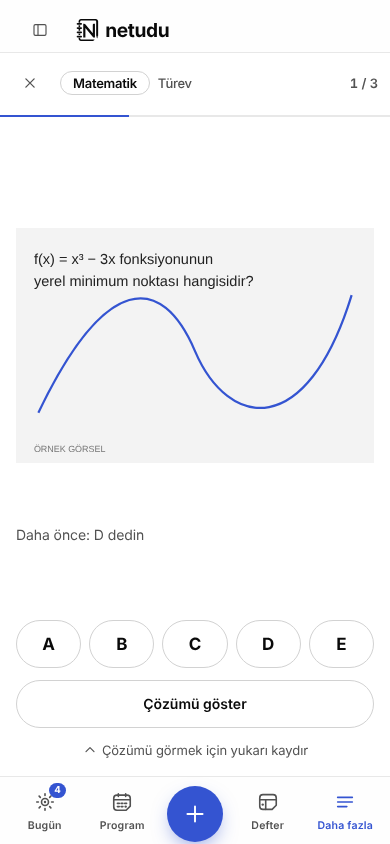 netudu
Matematik Türev 1 / 3
f(x) = x³ − 3x fonksiyonunun
yerel minimum noktası hangisidir?
ÖRNEK GÖRSEL
Daha önce: D dedin
A B C D E
Çözümü göster
Çözümü görmek için yukarı kaydır
4
Bugün Program Defter Daha fazla